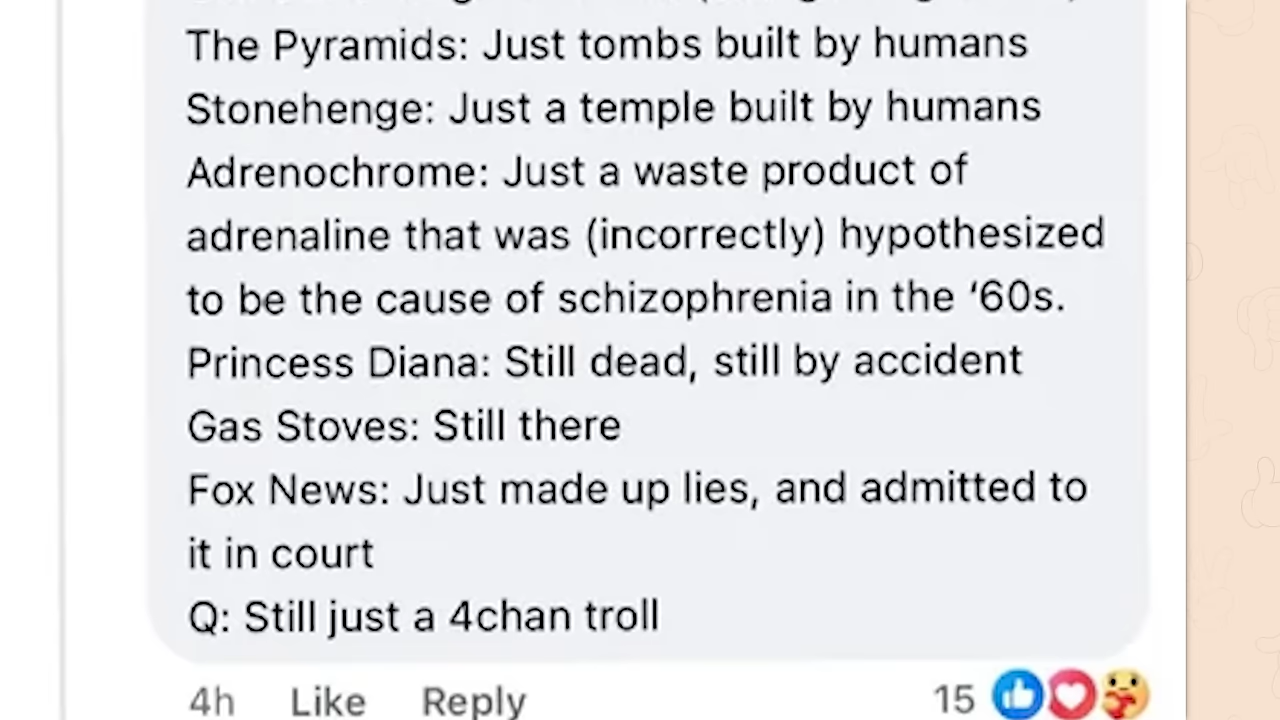 The Pyramids: Just tombs built by humans
Stonehenge: Just a temple built by humans
Adrenochrome: Just a waste product of
adrenaline that was (incorrectly) hypothesized
to be the cause of schizophrenia in the ‘60s.
Princess Diana: Still dead, still by accident
Gas Stoves: Still there
Fox News: Just made up lies, and admitted to
it in court
Q: Still just a 4chan troll
4h Like Reply 15